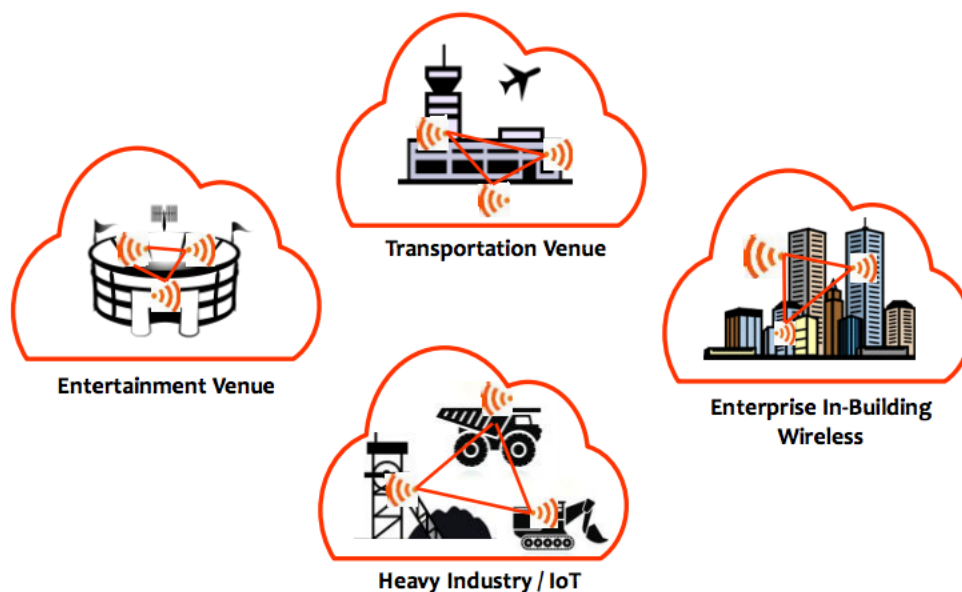 Transportation Venue
Entertainment Venue
Enterprise In-Building
Wireless
Heavy Industry / IoT